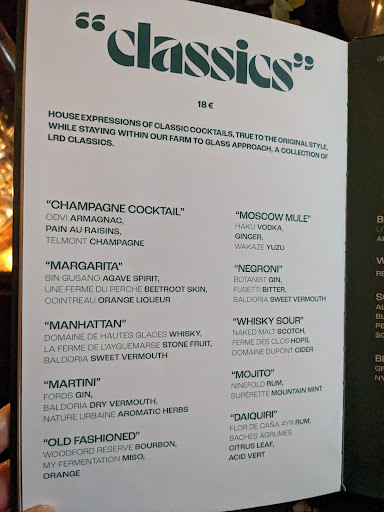 “classics”
18 €
HOUSE EXPRESSIONS OF CLASSIC COCKTAILS, TRUE TO THE ORIGINAL STYLE,
WHILE STAYING WITHIN OUR FARM TO GLASS APPROACH, A COLLECTION OF
LRD CLASSICS.
“CHAMPAGNE COCKTAIL”
ODVI ARMAGNAC,
PAIN AU RAISINS,
TELMONT CHAMPAGNE
“MARGARITA”
SIN GUSANO AGAVE SPIRIT,
UNE FERME DU PERCHE BEETROOT SKIN,
COINTREAU ORANGE LIQUEUR
“MANHATTAN”
DOMAINE DE HAUTES GLACES WHISKY,
LA FERME DE L'AYGUEMARSE STONE FRUIT,
BALDORIA SWEET VERMOUTH
“MARTINI”
FORDS GIN,
BALDORIA DRY VERMOUTH,
NATURE URBAINE AROMATIC HERBS
“OLD FASHIONED”
WOODFORD RESERVE BOURBON,
MY FERMENTATION MISO,
ORANGE
“MOSCOW MULE”
HAKU VODKA,
GINGER,
WAKAZE YUZU
“NEGRONI”
BOTANIST GIN,
FUSETTI BITTER,
BALDORIA SWEET VERMOUTH
“WHISKY SOUR”
NAKED MALT SCOTCH,
FERME DES CLOS HOPS,
DOMAINE DUPONT CIDER
“MOJITO”
NINEFOLD RUM,
SUPÉRETTE MOUNTAIN MINT
“DAIQUIRI”
FLOR DE CAÑA 4YR RUM,
BACHES AGRUMES
CITRUS LEAF,
ACID VERT